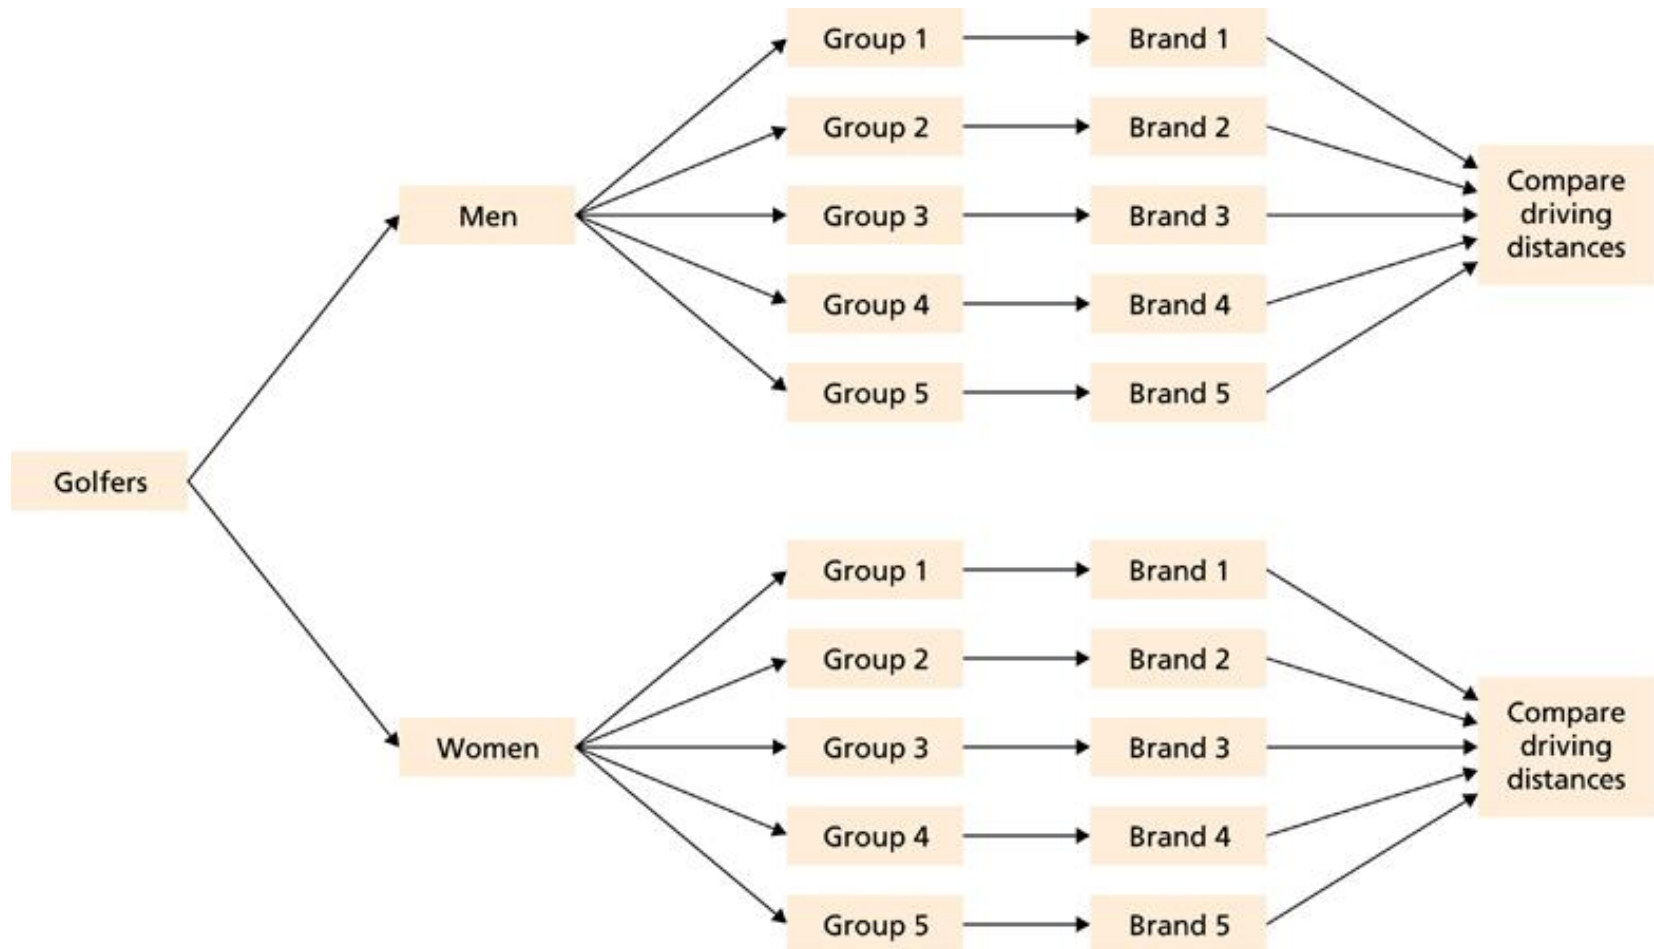 Golfers
Men
Group 1
Brand 1
Group 2
Brand 2
Group 3
Brand 3
Group 4
Brand 4
Group 5
Brand 5
Compare
driving
distances
Women
Group 1
Brand 1
Group 2
Brand 2
Group 3
Brand 3
Group 4
Brand 4
Group 5
Brand 5
Compare
driving
distances